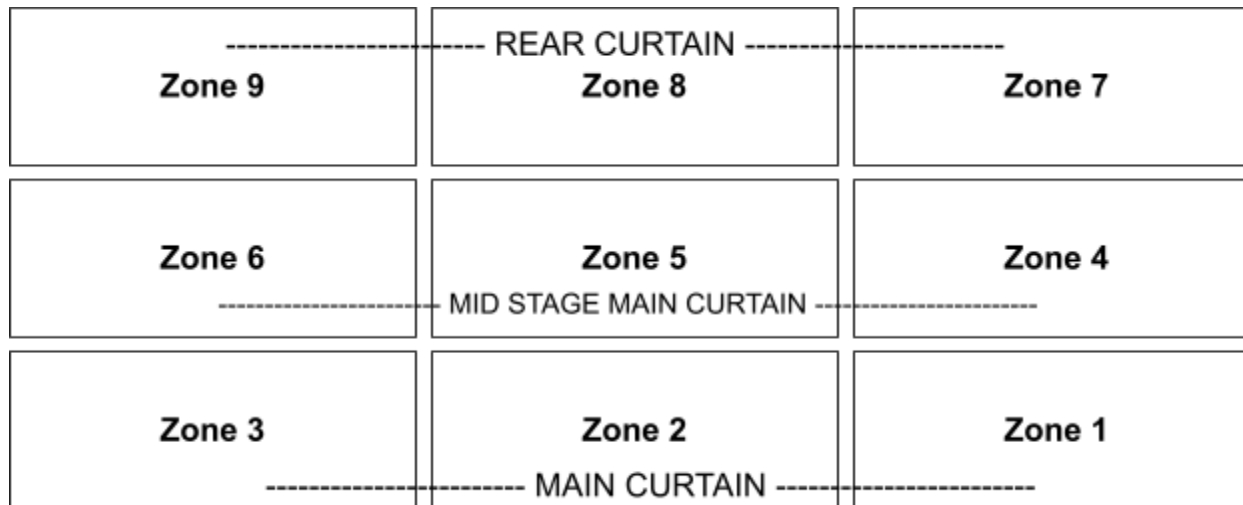 ----------------------- REAR CURTAIN -----------------------
Zone 9 Zone 8 Zone 7
Zone 6 Zone 5 Zone 4
-------------------- MID STAGE MAIN CURTAIN --------------------
Zone 3 Zone 2 Zone 1
----------------------- MAIN CURTAIN -----------------------